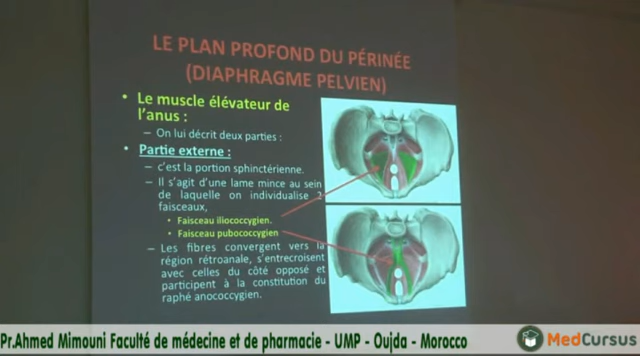 LE PLAN PROFOND DU PÉRINÉE
(DIAPHRAGME PELVIEN)
• Le muscle élévateur de
l'anus :
– On lui décrit deux parties :
• Partie externe :
– c'est la portion sphinctérienne.
– Il s'agit d'une lame mince au sein
de laquelle on individualise 2
faisceaux,
• Faisceau iliococcygien.
• Faisceau pubococcygien
– Les fibres convergent vers la
région rétroanale, s'entrecroisent
avec celles du côté opposé et
participent à la constitution du
raphé anococcygien.
Pr.Ahmed Mimouni Faculté de médecine et de pharmacie - UMP - Oujda - Morocco
MedCursus